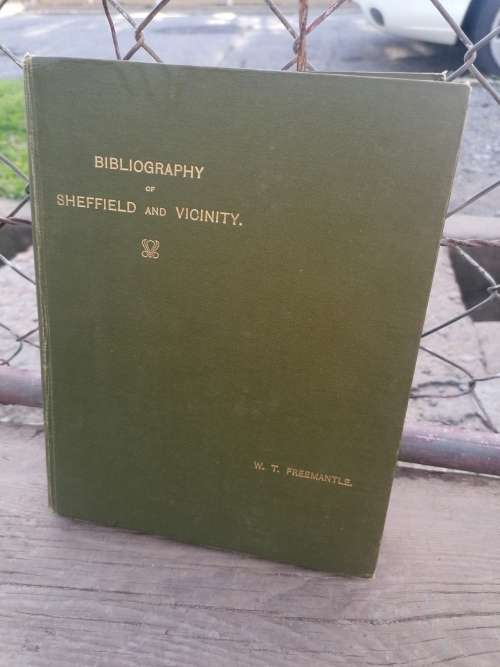 BIBLIOGRAPHY
OF
SHEFFIELD AND VICINITY.
W. T. FREEMANTLE.